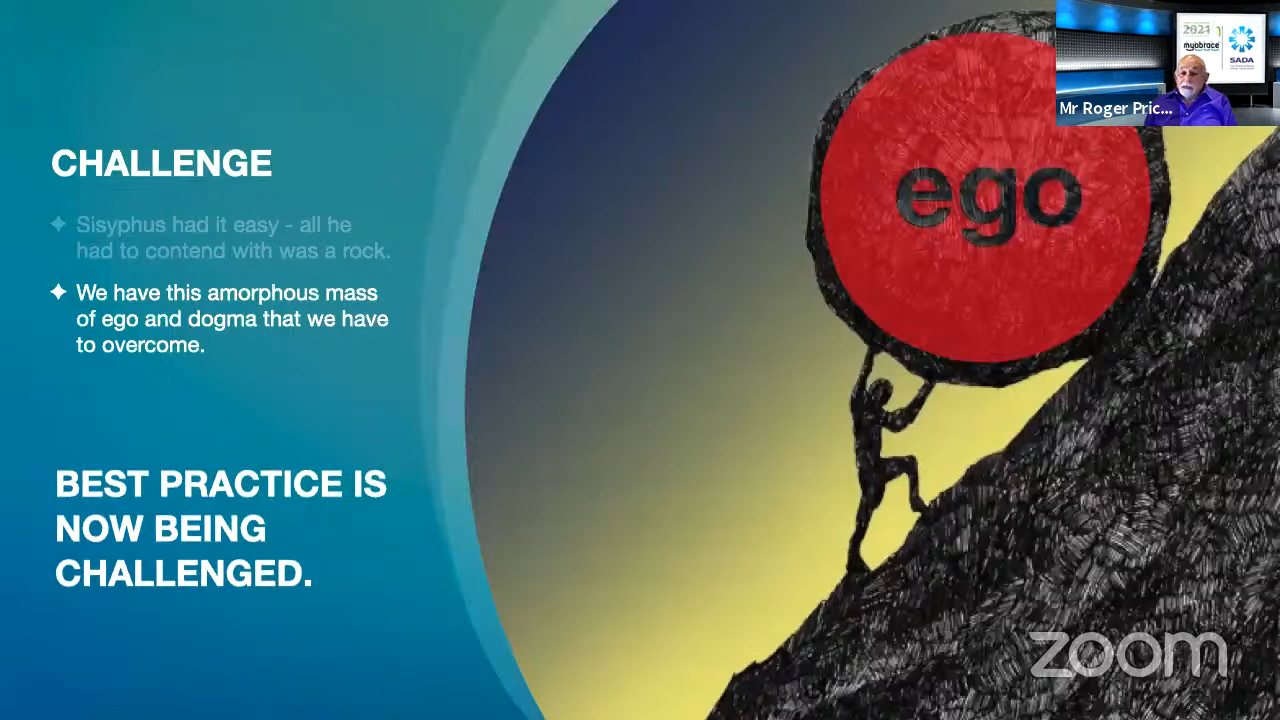 CHALLENGE
✦ Sisyphus had it easy - all he
had to contend with was a rock.
✦ We have this amorphous mass
of ego and dogma that we have
to overcome.
BEST PRACTICE IS
NOW BEING
CHALLENGED.
ego
2021
myobrace
SADA
Mr Roger Pric...
zoom